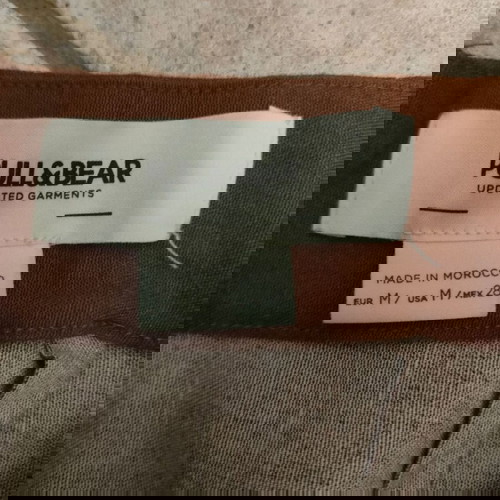 PULL&BEAR
UPDATED GARMENTS
MADE IN MOROCCO
EUR M / USA M / MEX 28